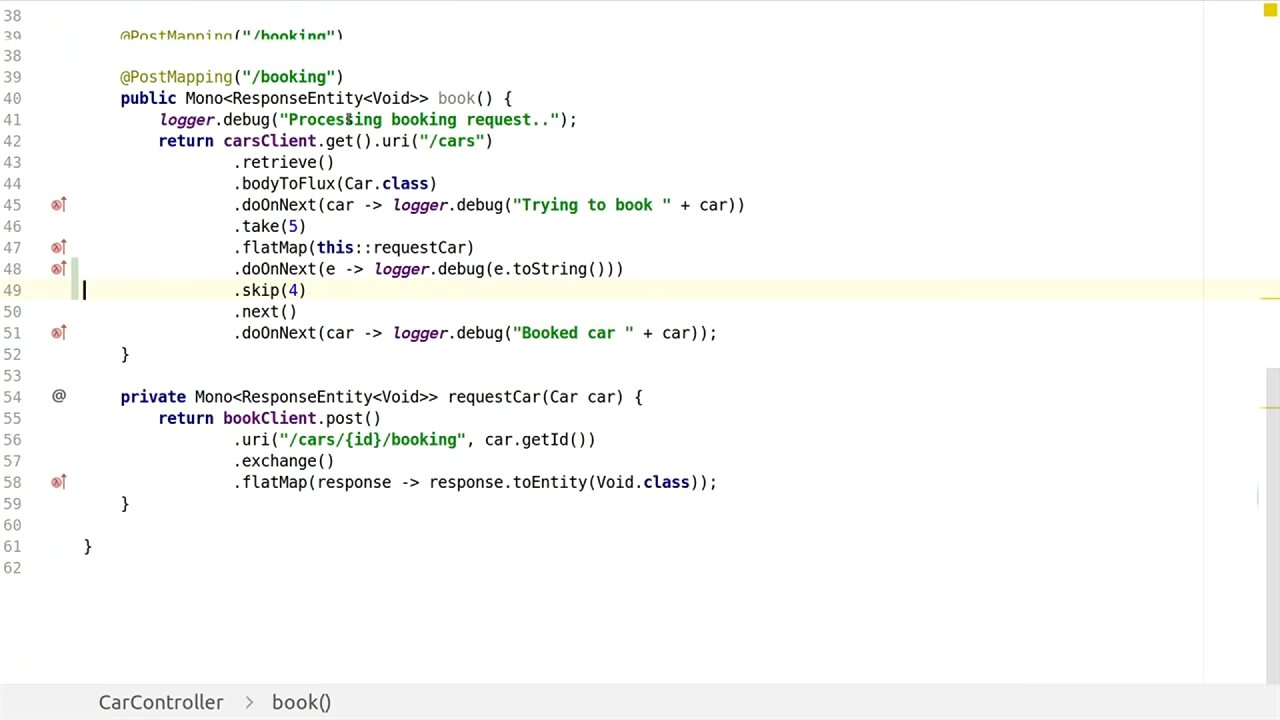 38
39 @PostMapping("/booking")
38
39 @PostMapping("/booking")
40 public Mono<ResponseEntity<Void>> book() {
41 logger.debug("Processing booking request..");
42 return carsClient.get().uri("/cars")
43 .retrieve()
44 .bodyToFlux(Car.class)
45 .doOnNext(car -> logger.debug("Trying to book " + car))
46 .take(5)
47 .flatMap(this::requestCar)
48 .doOnNext(e -> logger.debug(e.toString()))
49 .skip(4)
50 .next()
51 .doOnNext(car -> logger.debug("Booked car " + car));
52 }
53
54 @ private Mono<ResponseEntity<Void>> requestCar(Car car) {
55 return bookClient.post()
56 .uri("/cars/{id}/booking", car.getId())
57 .exchange()
58 .flatMap(response -> response.toEntity(Void.class));
59 }
60
61 }
62
CarController > book()